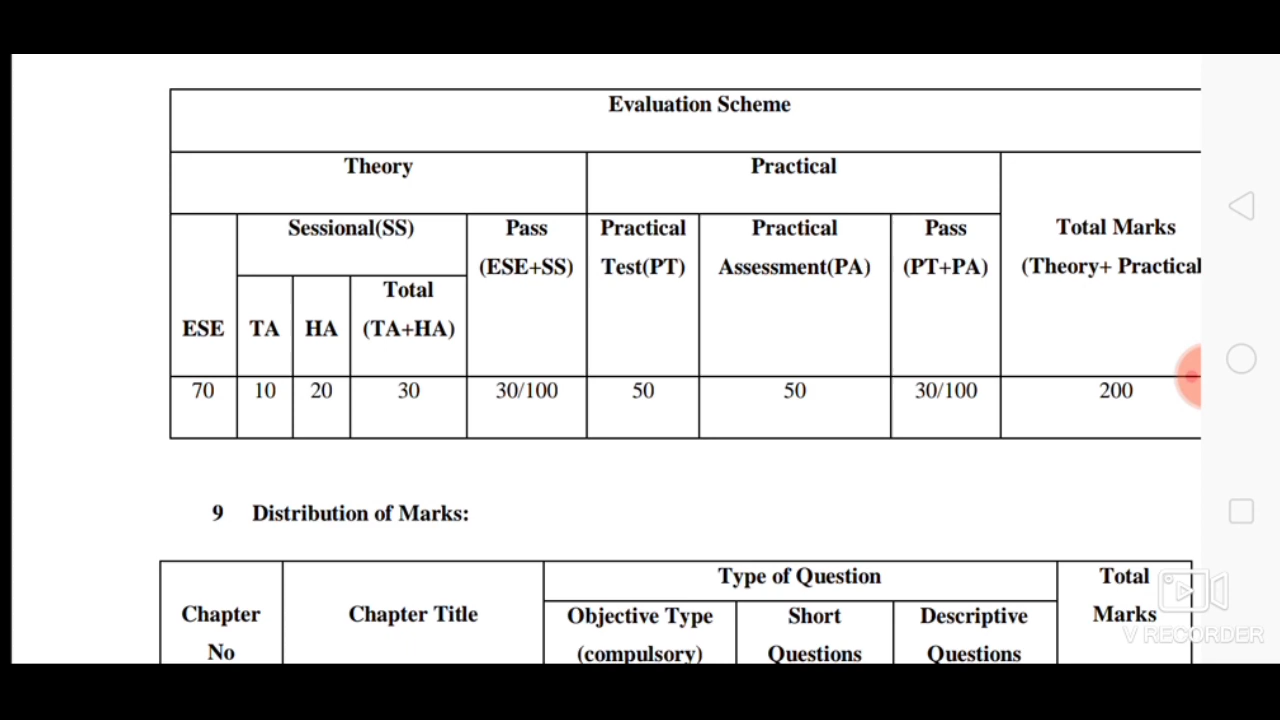 Evaluation Scheme
Theory Practical
Total Marks
(Theory+ Practical
Sessional(SS) Pass Practical Practical Pass
(ESE+SS) Test(PT) Assessment(PA) (PT+PA)
Total
ESE TA HA (TA+HA)
70 10 20 30 30/100 50 50 30/100 200
9 Distribution of Marks:
Type of Question Total
Marks
Chapter Chapter Title Objective Type Short Descriptive
No (compulsory) Questions Questions
V RECORDER